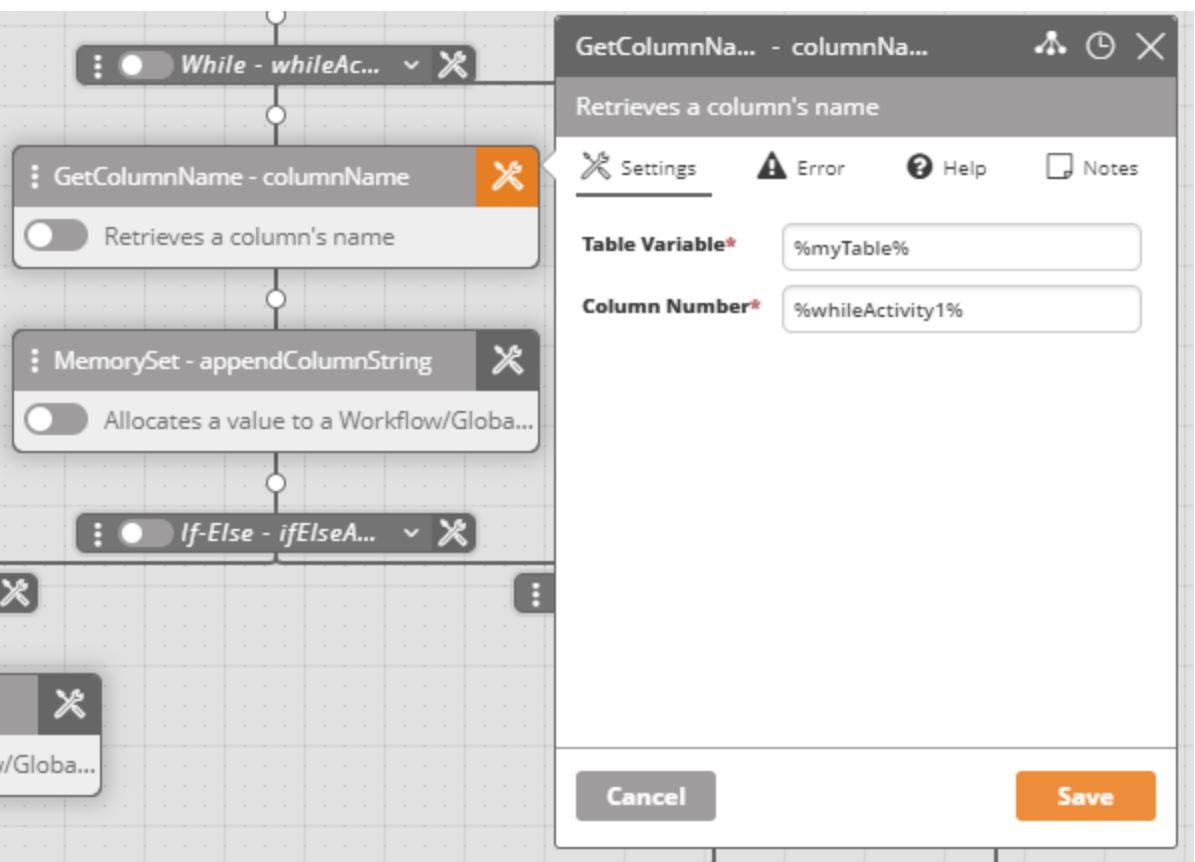 While - whileAc...
GetColumnName - columnName
Retrieves a column's name
MemorySet - appendColumnString
Allocates a value to a Workflow/Globa...
If-Else - ifElseA...
/Globa...
GetColumnNa... - columnNa...
Retrieves a column's name
Settings Error Help Notes
Table Variable* %myTable%
Column Number* %whileActivity1%
Cancel Save